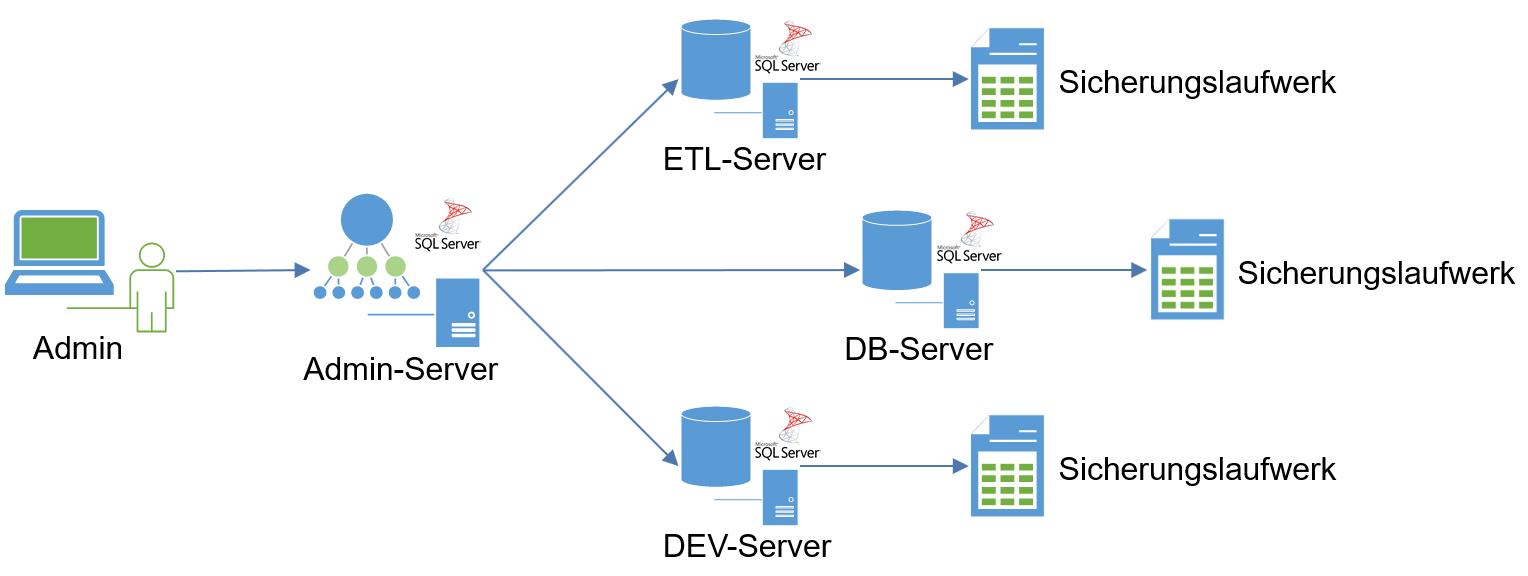 Microsoft
SQL Server
Sicherungslaufwerk
ETL-Server
Microsoft
SQL Server
Admin
Admin-Server
Microsoft
SQL Server
Sicherungslaufwerk
DB-Server
Microsoft
SQL Server
Sicherungslaufwerk
DEV-Server